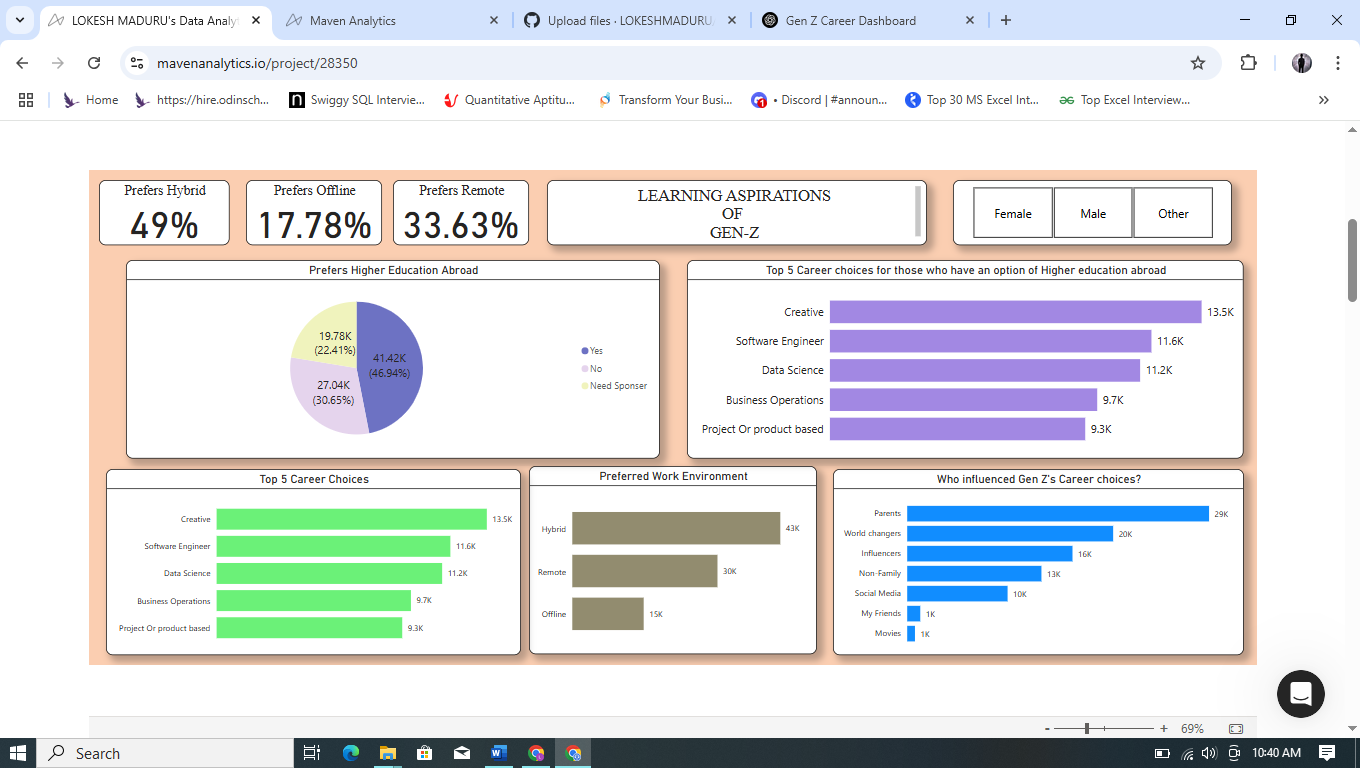 LOKESH MADURU's Data Analy
Maven Analytics
Upload files · LOKESHMADURU/
Gen Z Career Dashboard
mavenanalytics.io/project/28350
Home
https://hire.odinsch...
Swiggy SQL Intervie...
Quantitative Aptitu...
Transform Your Busi...
• Discord | #announ...
Top 30 MS Excel Int...
Top Excel Interview...
Prefers Hybrid
49%
Prefers Offline
17.78%
Prefers Remote
33.63%
LEARNING ASPIRATIONS
OF
GEN-Z
Female
Male
Other
Prefers Higher Education Abroad
19.78K
(22.41%)
41.42K
(46.94%)
27.04K
(30.65%)
Yes
No
Need Sponser
Top 5 Career choices for those who have an option of Higher education abroad
Creative 13.5K
Software Engineer 11.6K
Data Science 11.2K
Business Operations 9.7K
Project Or product based 9.3K
Top 5 Career Choices
Creative 13.5K
Software Engineer 11.6K
Data Science 11.2K
Business Operations 9.7K
Project Or product based 9.3K
Preferred Work Environment
Hybrid 43K
Remote 30K
Offline 15K
Who influenced Gen Z's Career choices?
Parents 29K
World changers 20K
Influencers 16K
Non-Family 13K
Social Media 10K
My Friends 1K
Movies 1K
- + 69%
Search
10:40 AM